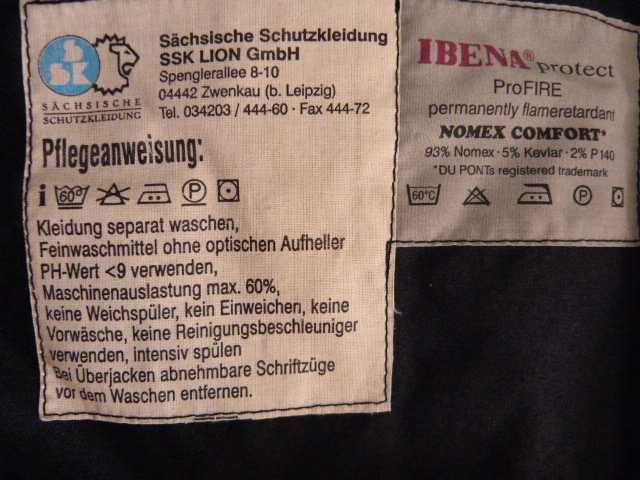 SSK
SÄCHSISCHE
SCHUTZKLEIDUNG
Sächsische Schutzkleidung
SSK LION GmbH
Spenglerallee 8-10
04442 Zwenkau (b. Leipzig)
Tel. 034203 / 444-60 · Fax 444-72
Pflegeanweisung:
i 60° P
Kleidung separat waschen,
Feinwaschmittel ohne optischen Aufheller
PH-Wert <9 verwenden,
Maschinenauslastung max. 60%,
keine Weichspüler, kein Einweichen, keine
Vorwäsche, keine Reinigungsbeschleuniger
verwenden, intensiv spülen
Bei Überjacken abnehmbare Schriftzüge
vor dem Waschen entfernen.
IBENA® protect
ProFIRE
permanently flameretardant
NOMEX COMFORT*
93% Nomex · 5% Kevlar · 2% P140
*DU PONTs registered trademark
60°C P